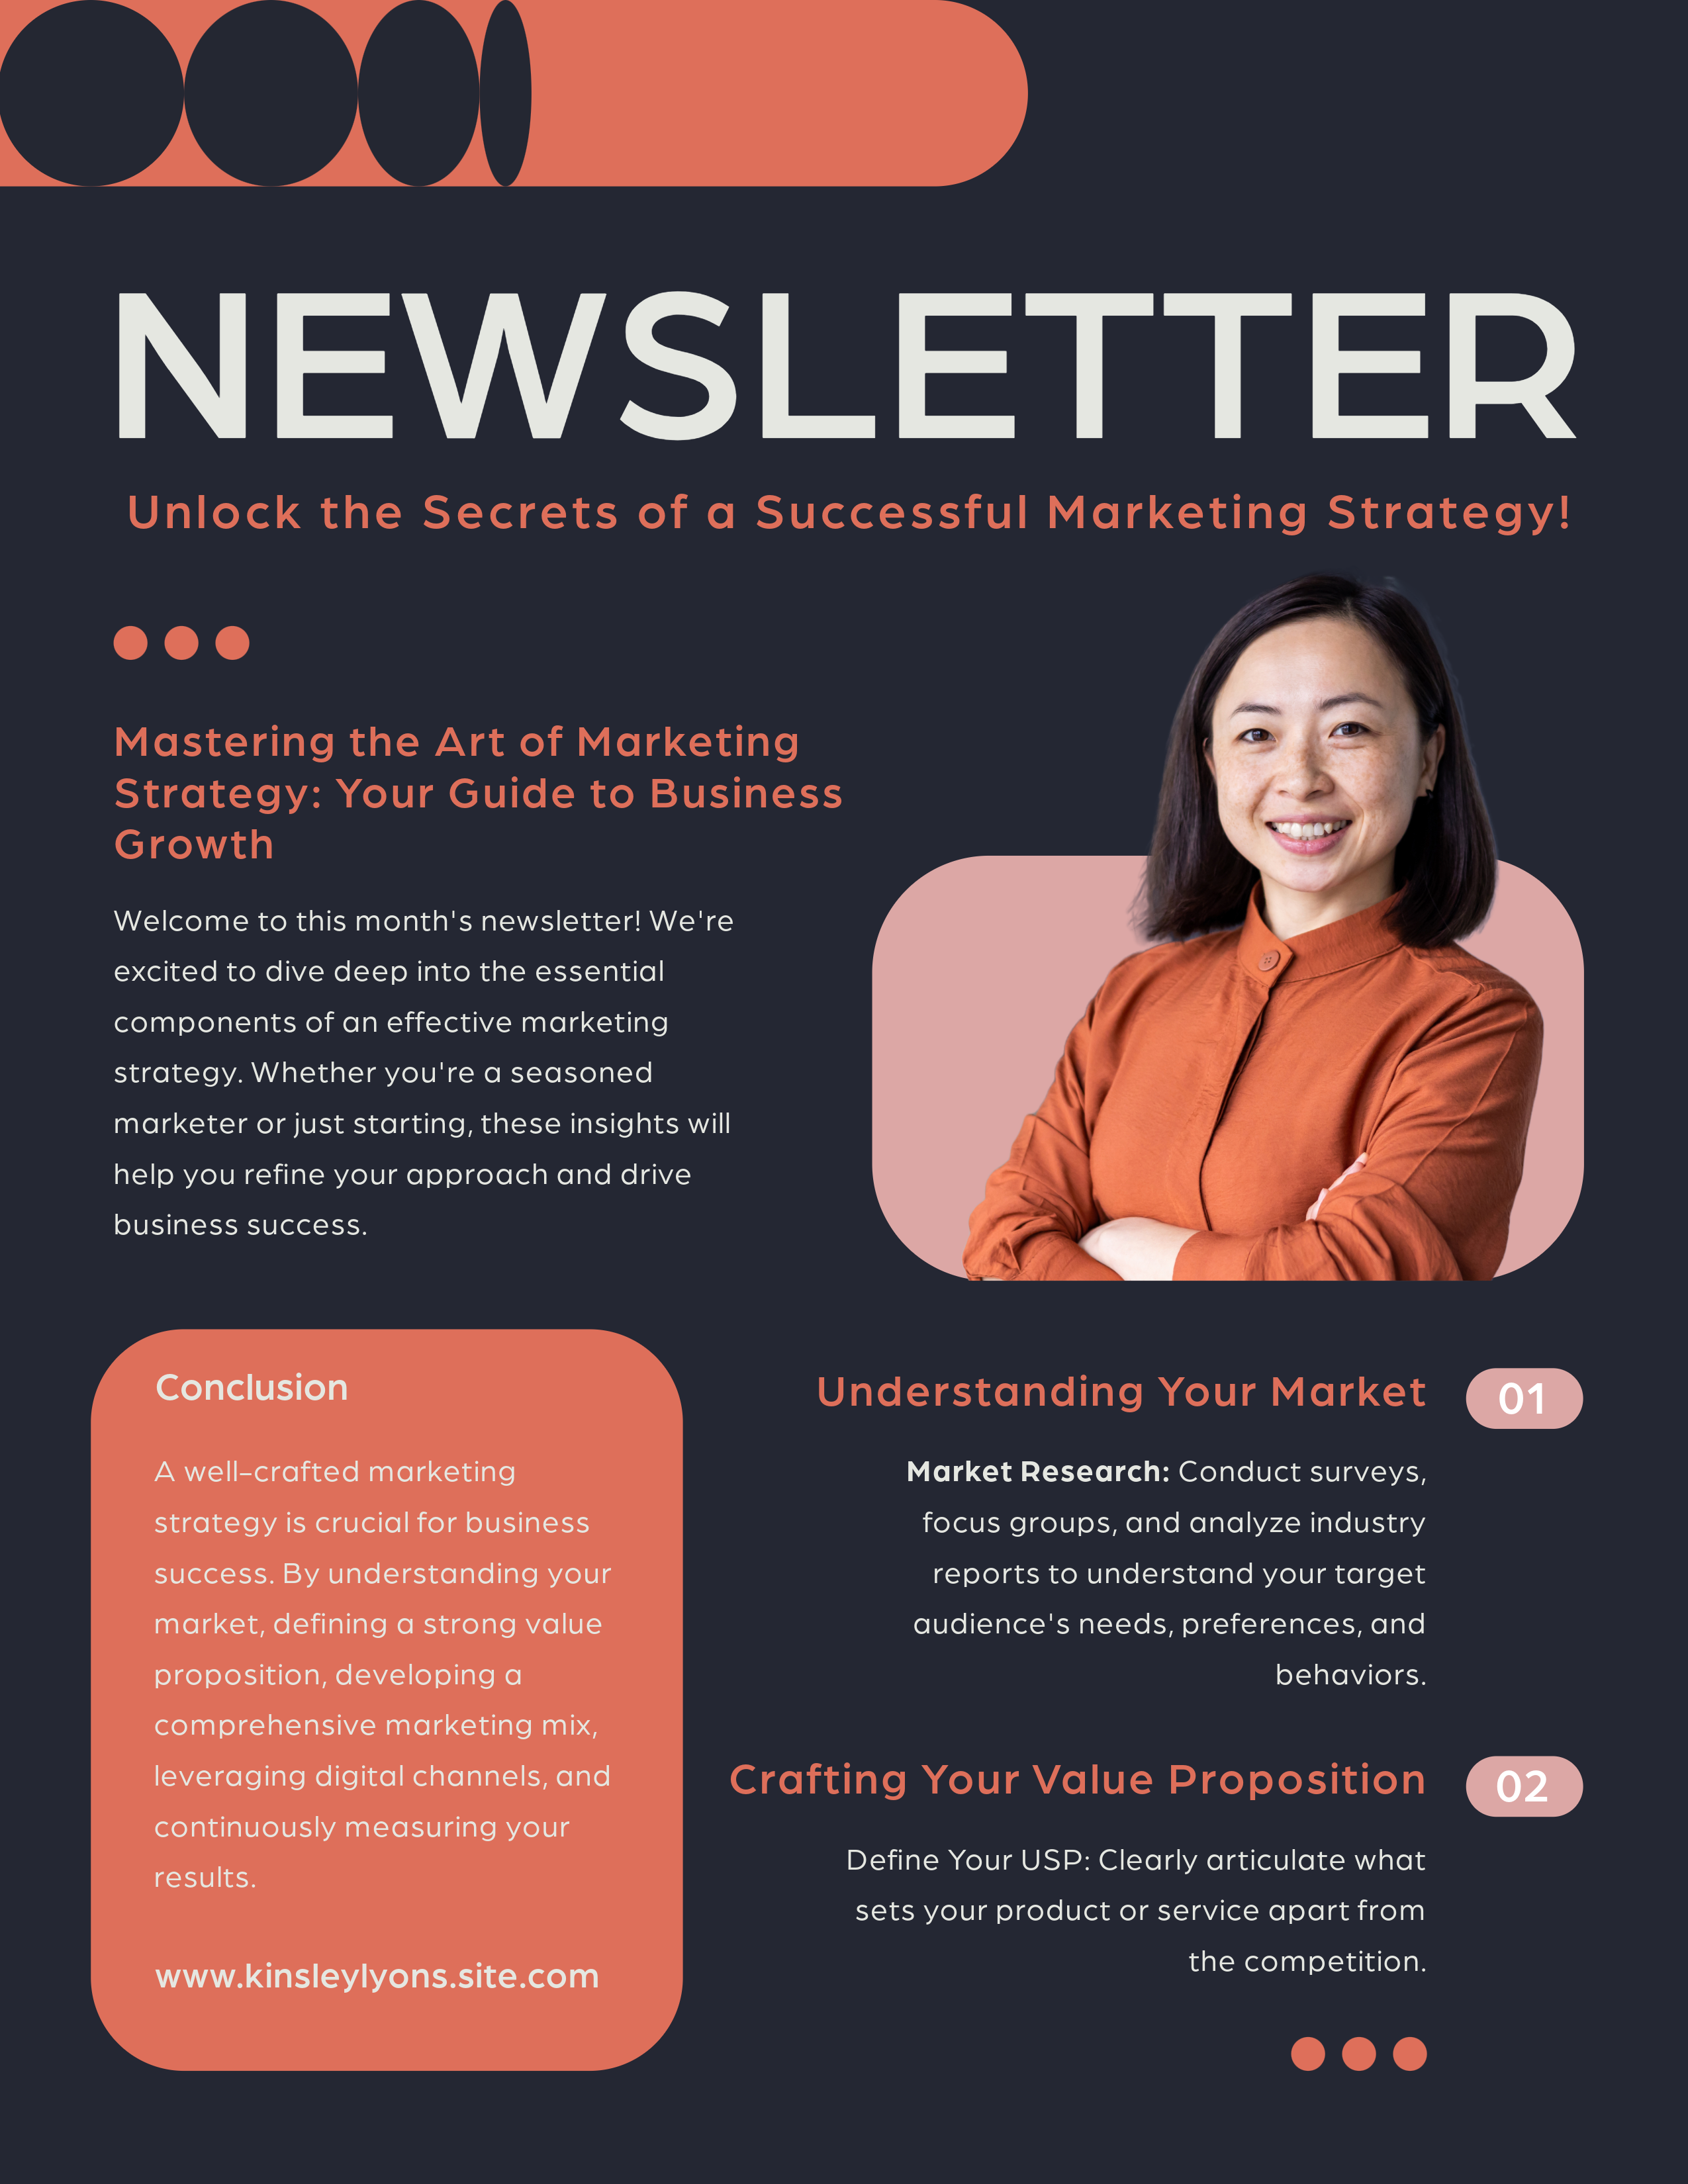 NEWSLETTER
Unlock the Secrets of a Successful Marketing Strategy!
Mastering the Art of Marketing
Strategy: Your Guide to Business
Growth
Welcome to this month's newsletter! We're
excited to dive deep into the essential
components of an effective marketing
strategy. Whether you're a seasoned
marketer or just starting, these insights will
help you refine your approach and drive
business success.
Conclusion
A well-crafted marketing
strategy is crucial for business
success. By understanding your
market, defining a strong value
proposition, developing a
comprehensive marketing mix,
leveraging digital channels, and
continuously measuring your
results.
www.kinsleylyons.site.com
Understanding Your Market
01
Market Research: Conduct surveys,
focus groups, and analyze industry
reports to understand your target
audience's needs, preferences, and
behaviors.
Crafting Your Value Proposition
02
Define Your USP: Clearly articulate what
sets your product or service apart from
the competition.